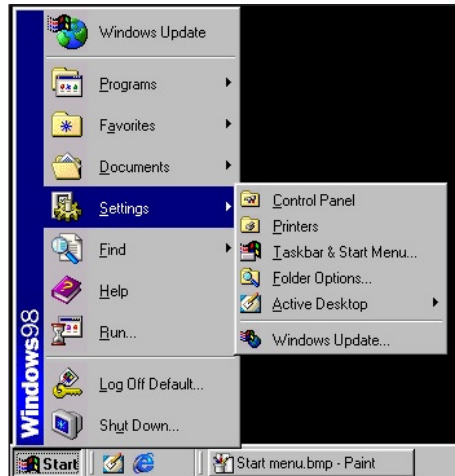 Windows Update
Programs
Favorites
Documents
Settings
Find
Help
Run...
Log Off Default...
Shut Down...
Windows98
Control Panel
Printers
Taskbar & Start Menu...
Folder Options...
Active Desktop
Windows Update...
Start
Start menu.bmp - Paint